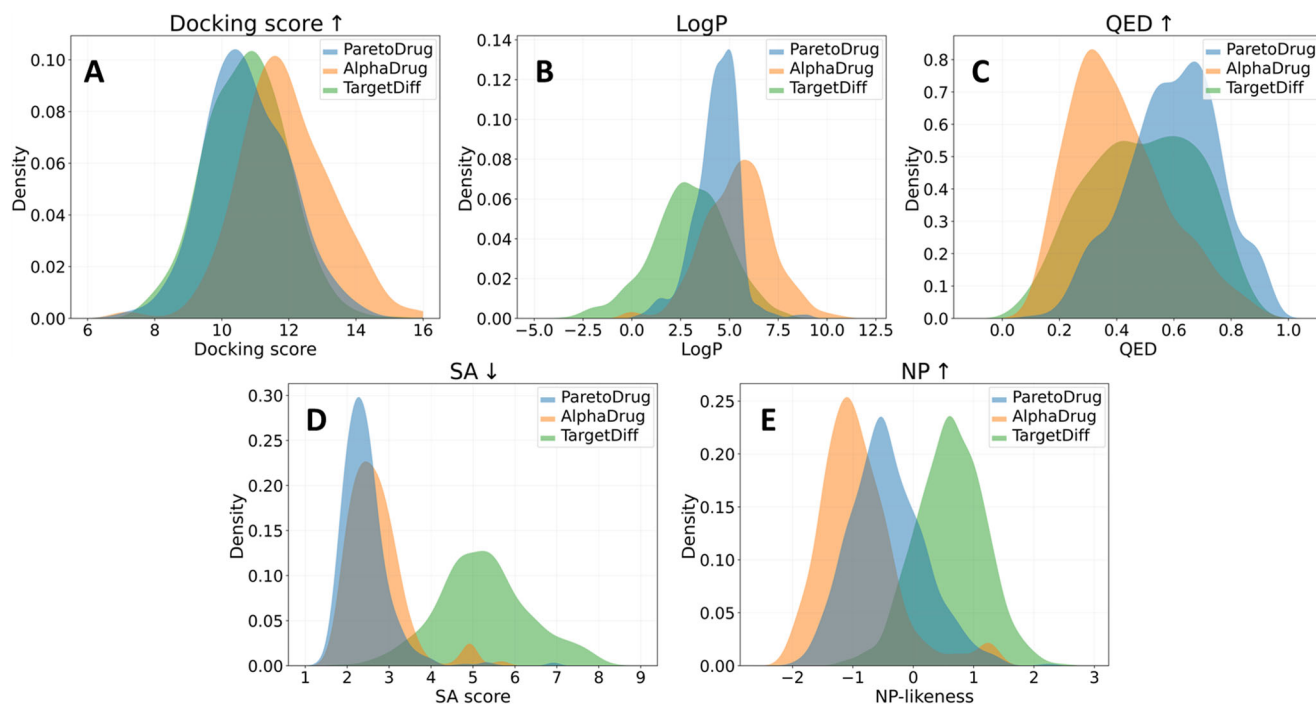 Docking score ↑
A
ParetoDrug
AlphaDrug
TargetDiff
0.10
0.08
0.06
0.04
0.02
0.00
Density
6 8 10 12 14 16
Docking score
LogP
B
ParetoDrug
AlphaDrug
TargetDiff
0.14
0.12
0.10
0.08
0.06
0.04
0.02
0.00
Density
−5.0 −2.5 0.0 2.5 5.0 7.5 10.0 12.5
LogP
QED ↑
C
ParetoDrug
AlphaDrug
TargetDiff
0.8
0.7
0.6
0.5
0.4
0.3
0.2
0.1
0.0
Density
0.0 0.2 0.4 0.6 0.8 1.0
QED
SA ↓
D
ParetoDrug
AlphaDrug
TargetDiff
0.30
0.25
0.20
0.15
0.10
0.05
0.00
Density
1 2 3 4 5 6 7 8 9
SA score
NP ↑
E
ParetoDrug
AlphaDrug
TargetDiff
0.25
0.20
0.15
0.10
0.05
0.00
Density
−2 −1 0 1 2 3
NP-likeness